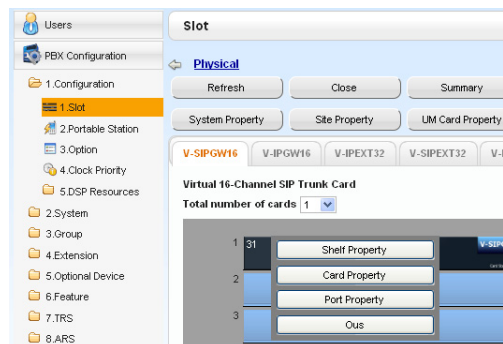 Users
PBX Configuration
1.Configuration
1.Slot
2.Portable Station
3.Option
4.Clock Priority
5.DSP Resources
2.System
3.Group
4.Extension
5.Optional Device
6.Feature
7.TRS
8.ARS
Slot
Physical
Refresh Close Summary
System Property Site Property UM Card Property
V-SIPGW16 V-IPGW16 V-IPEXT32 V-SIPEXT32
Virtual 16-Channel SIP Trunk Card
Total number of cards 1
1 31
Shelf Property
Card Property
2
Port Property
3
Ous